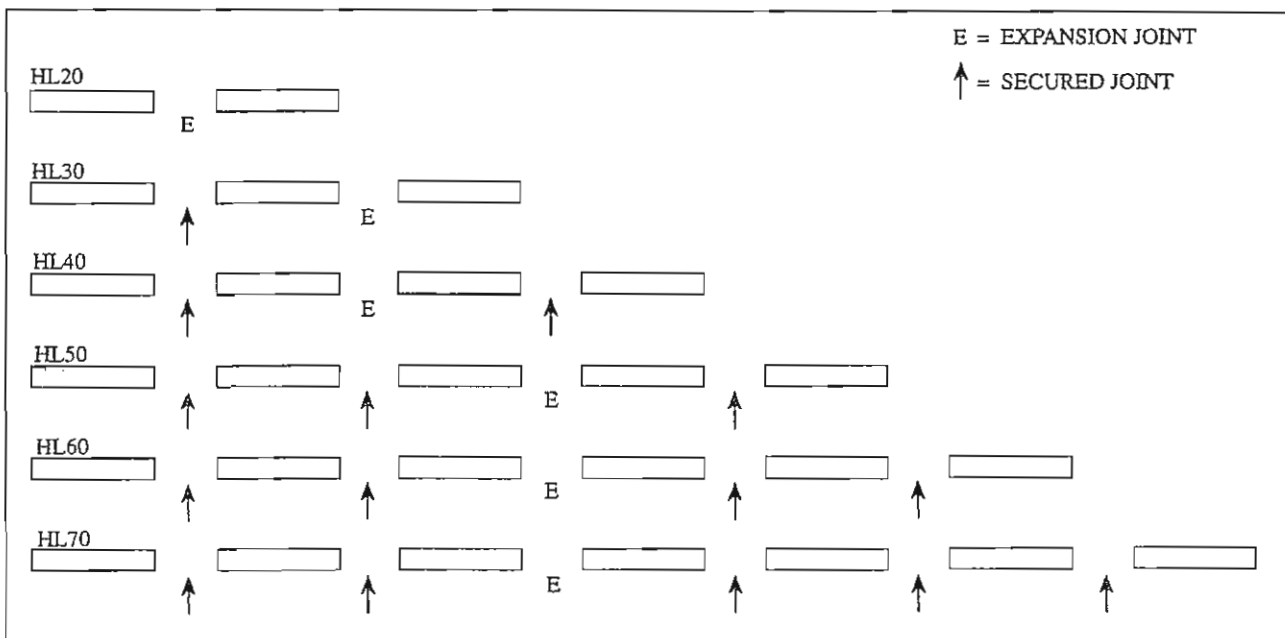 E = EXPANSION JOINT
↑ = SECURED JOINT
HL20
E
HL30
E
HL40
E
HL50
E
HL60
E
HL70
E